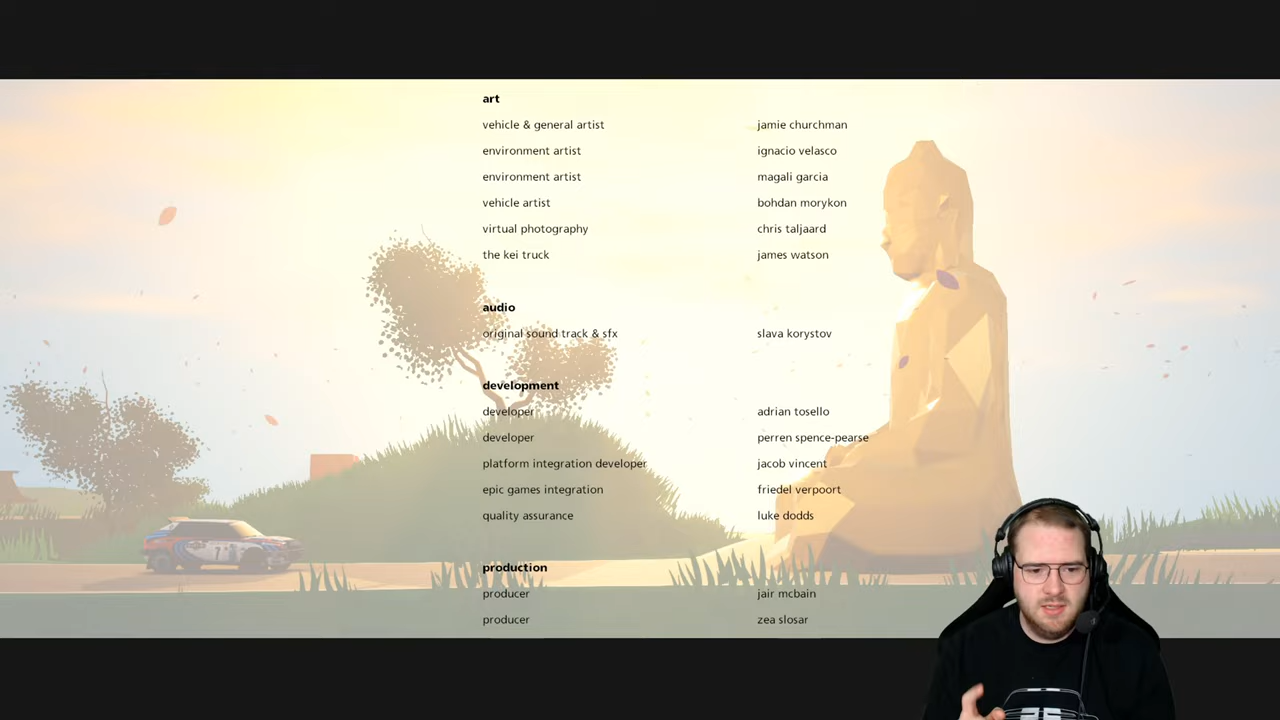 art
vehicle & general artist jamie churchman
environment artist ignacio velasco
environment artist magali garcia
vehicle artist bohdan morykon
virtual photography chris taljaard
the kei truck james watson
audio
original sound track & sfx slava korystov
development
developer adrian tosello
developer perren spence-pearse
platform integration developer jacob vincent
epic games integration friedel verpoort
quality assurance luke dodds
production
producer jair mcbain
producer zea slosar
7